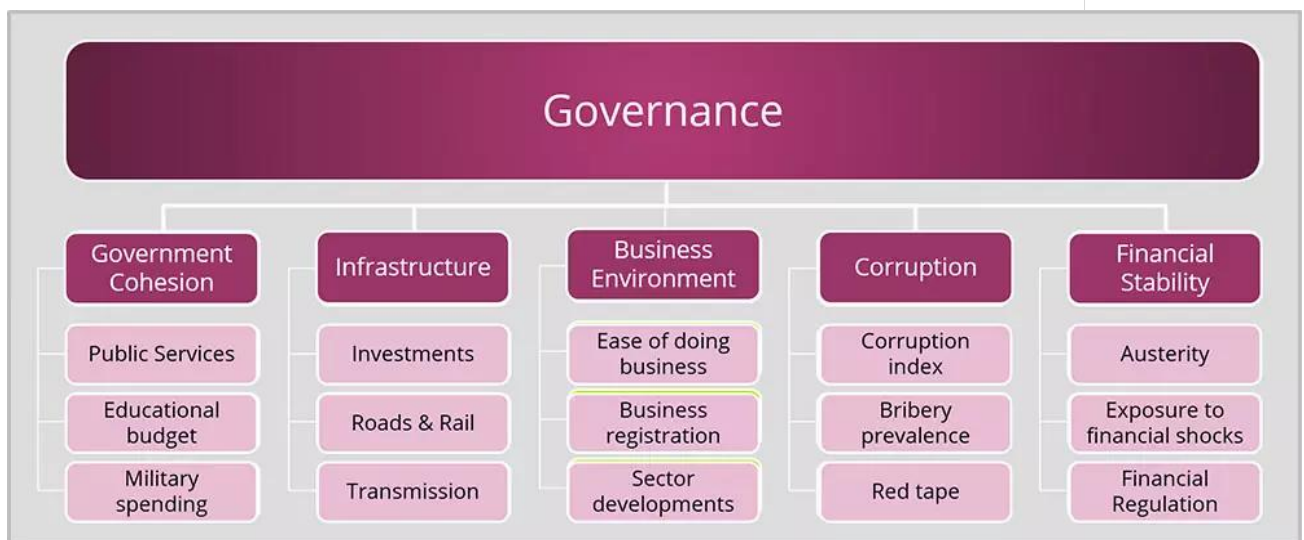 Governance
Government
Cohesion
Infrastructure
Business
Environment
Corruption
Financial
Stability
Public Services
Investments
Ease of doing
business
Corruption
index
Austerity
Educational
budget
Roads & Rail
Business
registration
Bribery
prevalence
Exposure to
financial shocks
Military
spending
Transmission
Sector
developments
Red tape
Financial
Regulation